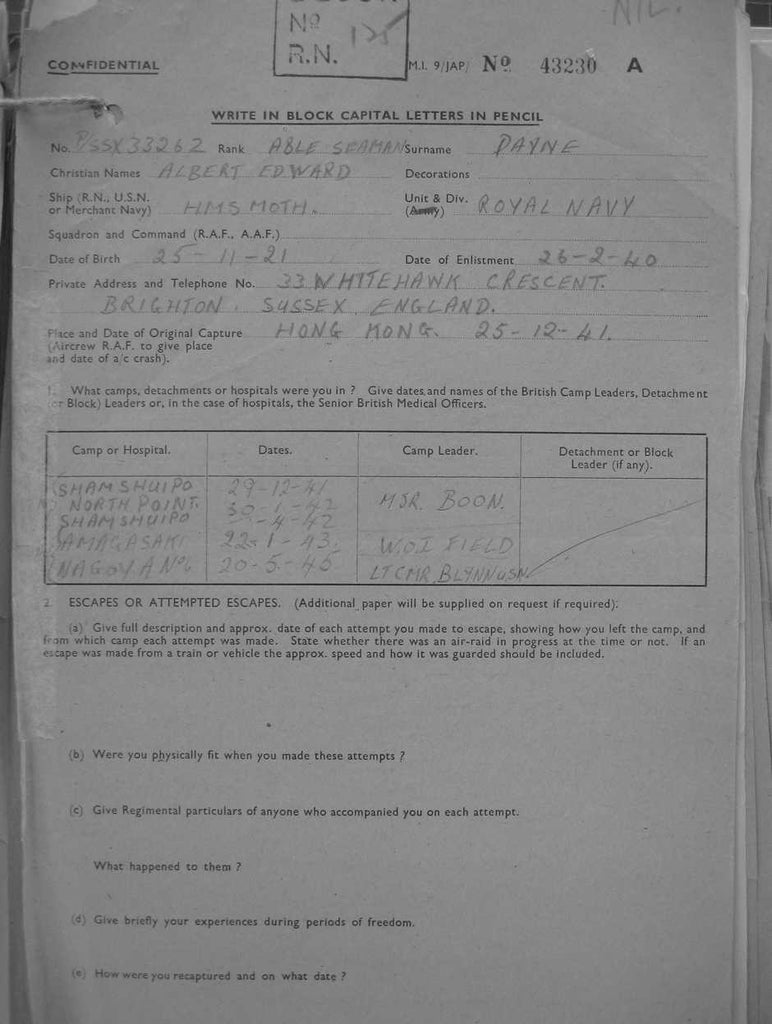 Nº 125
R.N.
NIL.
CONFIDENTIAL M.I. 9/JAP/ Nº 43230 A
WRITE IN BLOCK CAPITAL LETTERS IN PENCIL
No. P/SSX33262 Rank ABLE SEAMAN Surname PAYNE
Christian Names ALBERT EDWARD Decorations
Ship (R.N., U.S.N. or Merchant Navy) HMS MOTH. Unit & Div. (Army) ROYAL NAVY
Squadron and Command (R.A.F., A.A.F.)
Date of Birth 25-11-21 Date of Enlistment 26-2-40
Private Address and Telephone No. 33 WHITEHAWK CRESCENT.
BRIGHTON. SUSSEX. ENGLAND.
Place and Date of Original Capture HONG KONG. 25-12-41.
(Aircrew R.A.F. to give place
and date of a/c crash).
1. What camps, detachments or hospitals were you in ? Give dates and names of the British Camp Leaders, Detachment
(or Block) Leaders or, in the case of hospitals, the Senior British Medical Officers.
Camp or Hospital. Dates. Camp Leader. Detachment or Block Leader (if any).
SHAMSHUIPO 29-12-41
NORTH POINT. 30-1-42 MJR. BOON.
SHAMSHUIPO -4-42
AMAGASAKI 22-1-43. W.O.I FIELD
NAGOYA Nº 20-5-45 LT CMR. BLYNN USN.
2. ESCAPES OR ATTEMPTED ESCAPES. (Additional paper will be supplied on request if required).
(a) Give full description and approx. date of each attempt you made to escape, showing how you left the camp, and
from which camp each attempt was made. State whether there was an air-raid in progress at the time or not. If an
escape was made from a train or vehicle the approx. speed and how it was guarded should be included.
(b) Were you physically fit when you made these attempts ?
(c) Give Regimental particulars of anyone who accompanied you on each attempt.
What happened to them ?
(d) Give briefly your experiences during periods of freedom.
(e) How were you recaptured and on what date ?